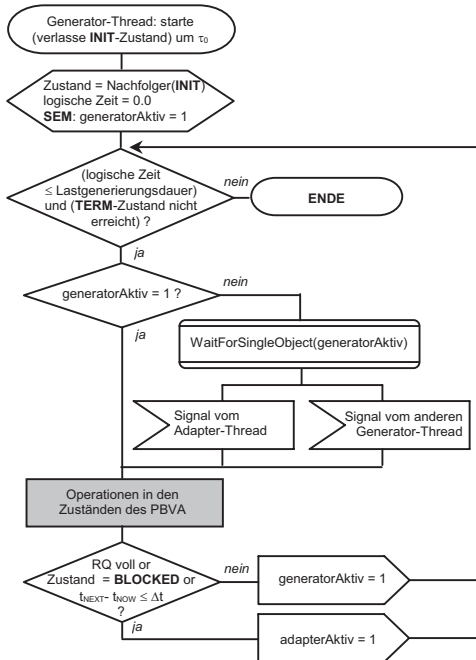 Generator-Thread: starte
(verlasse INIT-Zustand) um τ0
Zustand = Nachfolger(INIT)
logische Zeit = 0.0
SEM: generatorAktiv = 1
(logische Zeit
≤ Lastgenerierungsdauer)
und (TERM-Zustand nicht
erreicht) ?
nein
ENDE
ja
generatorAktiv = 1 ?
nein
ja
WaitForSingleObject(generatorAktiv)
Signal vom
Adapter-Thread
Signal vom anderen
Generator-Thread
Operationen in den
Zuständen des PBVA
RQ voll or
Zustand = BLOCKED or
tNEXT- tNOW ≤ Δt
?
nein
generatorAktiv = 1
ja
adapterAktiv = 1